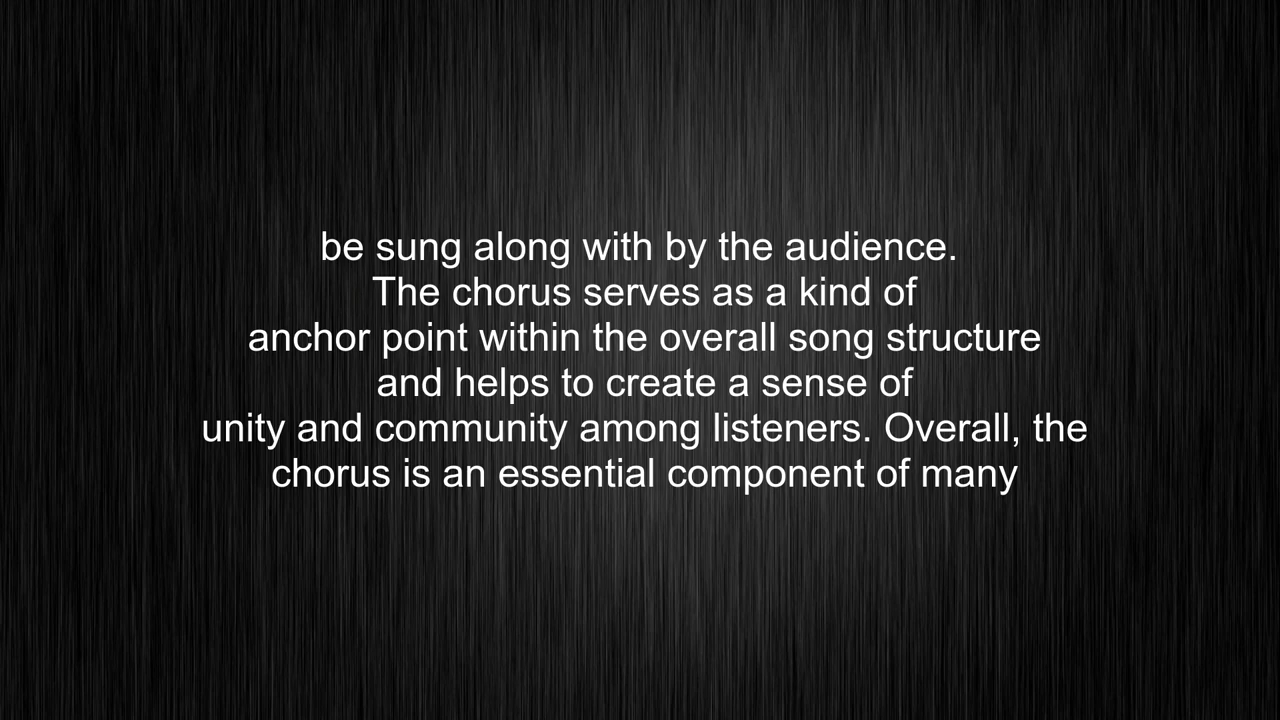 be sung along with by the audience.
The chorus serves as a kind of
anchor point within the overall song structure
and helps to create a sense of
unity and community among listeners. Overall, the
chorus is an essential component of many